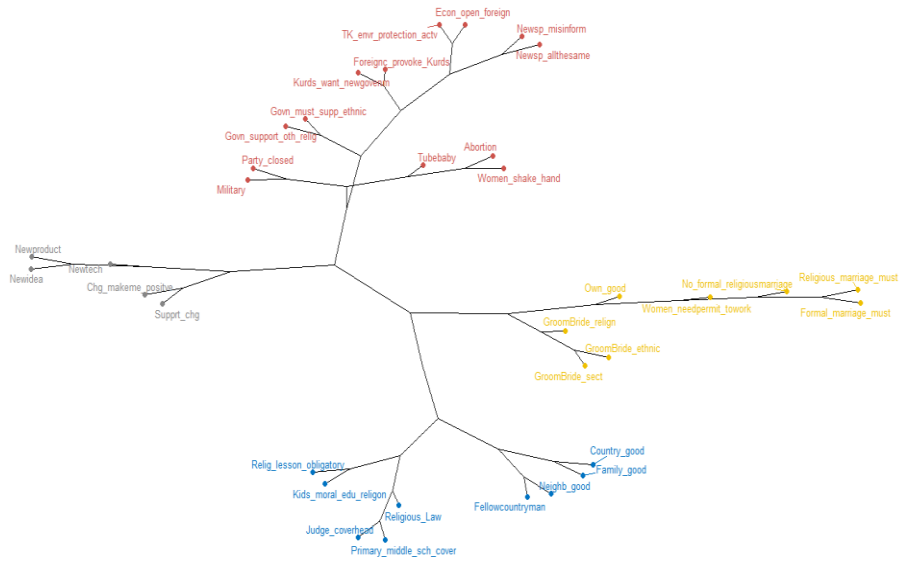 Econ_open_foreign
TK_envr_protection_actv
Newsp_misinform
Newsp_allthesame
Foreignc_provoke_Kurds
Kurds_want_newgovernm
Govn_must_supp_ethnic
Govn_support_oth_relig
Party_closed
Military
Tubebaby
Abortion
Women_shake_hand
Newproduct
Newidea
Newtech
Chg_makeme_positve
Supprt_chg
Own_good
No_formal_religiousmarriage
Religious_marriage_must
Women_needpermit_towork
Formal_marriage_must
GroomBride_relign
GroomBride_ethnic
GroomBride_sect
Relig_lesson_obligatory
Kids_moral_edu_religon
Religious_Law
Judge_coverhead
Primary_middle_sch_cover
Country_good
Family_good
Neighb_good
Fellowcountryman